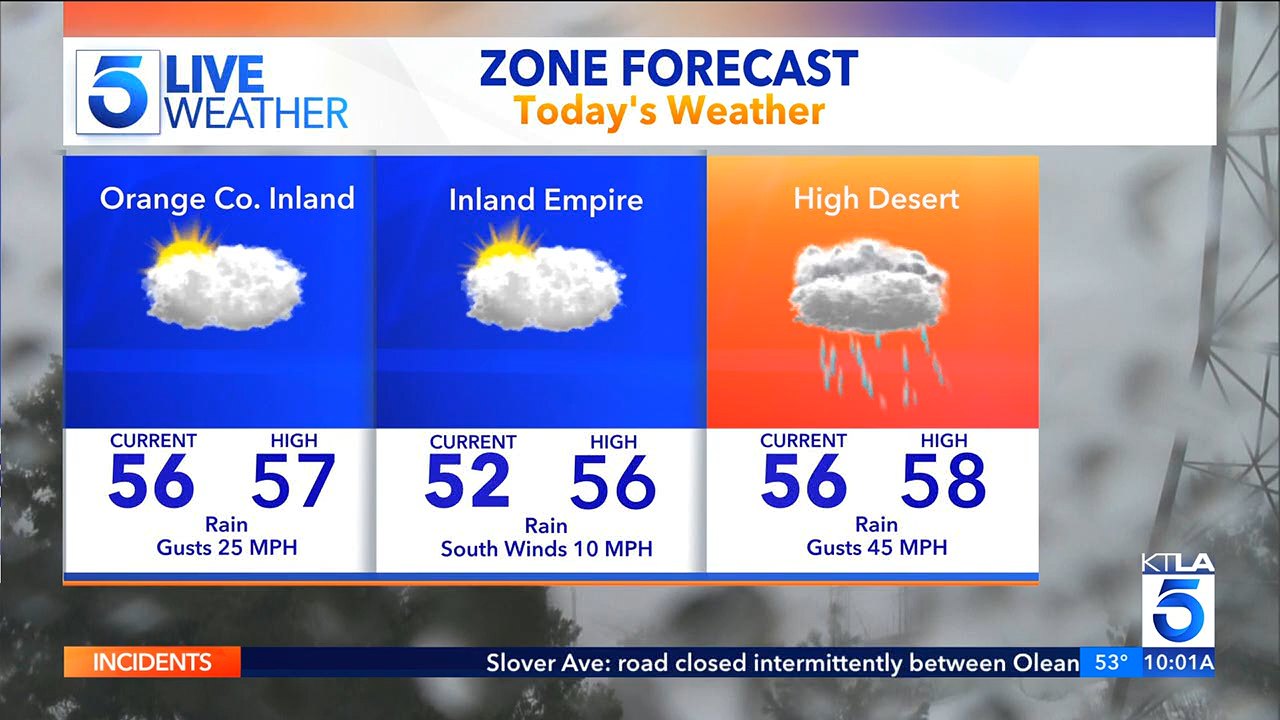 5 LIVE
WEATHER
ZONE FORECAST
Today's Weather
Orange Co. Inland
CURRENT HIGH
56 57
Rain
Gusts 25 MPH
Inland Empire
CURRENT HIGH
52 56
Rain
South Winds 10 MPH
High Desert
CURRENT HIGH
56 58
Rain
Gusts 45 MPH
KTLA
5
INCIDENTS Slover Ave: road closed intermittently between Olean 53° 10:01A